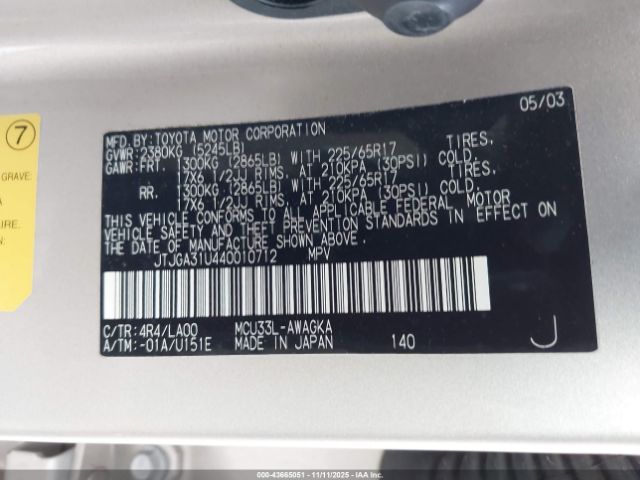 05/03
MFD. BY: TOYOTA MOTOR CORPORATION
GVWR: 2380KG (5245LB)
GAWR: FRT. 1300KG (2865LB) WITH 225/65R17 TIRES,
17X6 1/2JJ RIMS, AT 210KPA (30PSI) COLD.
RR. 1300KG (2865LB) WITH 225/65R17 TIRES,
17X6 1/2JJ RIMS, AT 210KPA (30PSI) COLD.
THIS VEHICLE CONFORMS TO ALL APPLICABLE FEDERAL MOTOR
VEHICLE SAFETY AND THEFT PREVENTION STANDARDS IN EFFECT ON
THE DATE OF MANUFACTURE SHOWN ABOVE.
JTJGA31U440010712 MPV
C/TR: 4R4/LA00 MCU33L-AWAGKA
A/TM: -01A/U151E MADE IN JAPAN 140 J
7
GRAVE:
AIRE.
000-43665051 - 11/11/2025 - IAAI Inc.